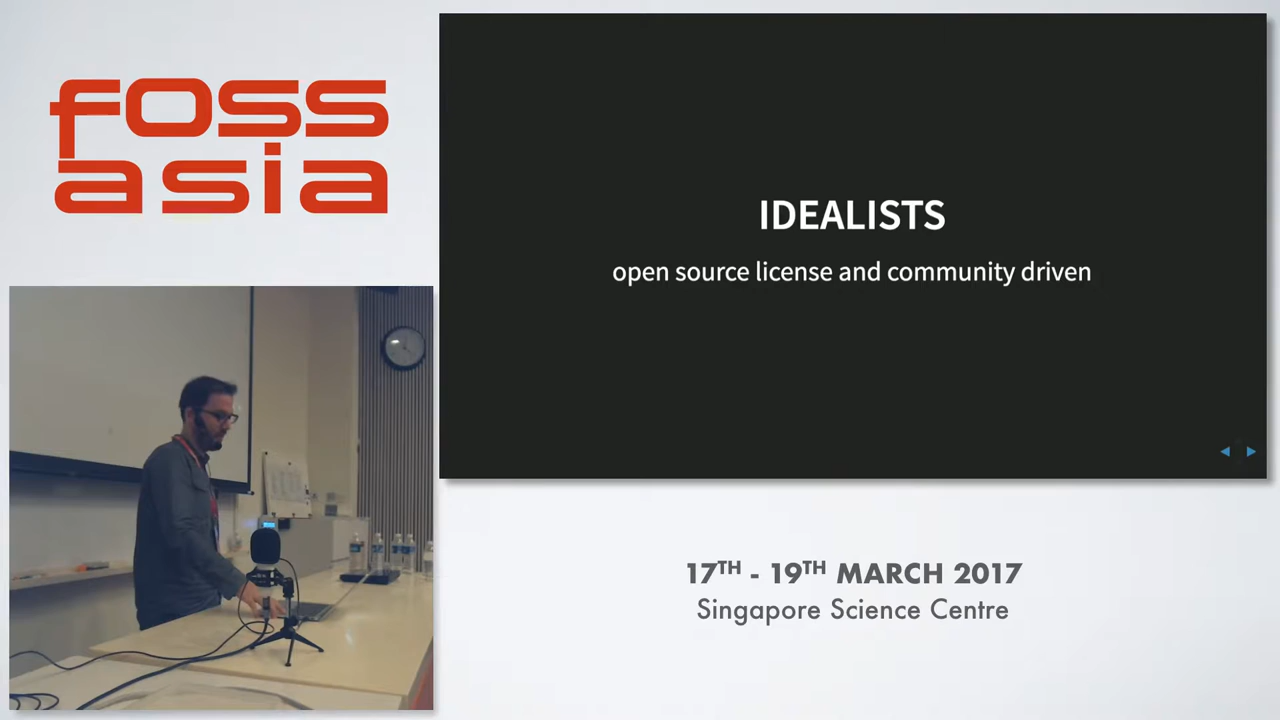 foss
asia
IDEALISTS
open source license and community driven
17TH - 19TH MARCH 2017
Singapore Science Centre